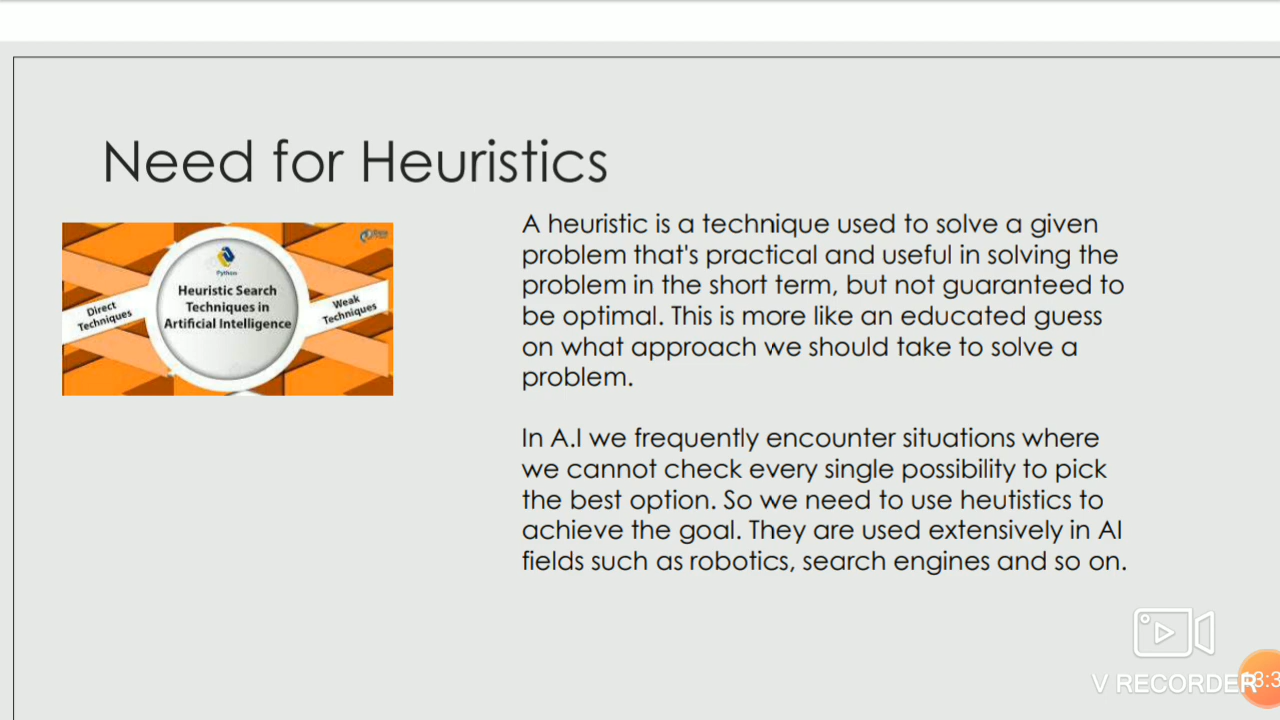 Need for Heuristics
Python
Heuristic Search
Techniques in
Artificial Intelligence
Direct
Techniques
Weak
Techniques
A heuristic is a technique used to solve a given
problem that's practical and useful in solving the
problem in the short term, but not guaranteed to
be optimal. This is more like an educated guess
on what approach we should take to solve a
problem.
In A.I we frequently encounter situations where
we cannot check every single possibility to pick
the best option. So we need to use heutistics to
achieve the goal. They are used extensively in AI
fields such as robotics, search engines and so on.
V RECORDER